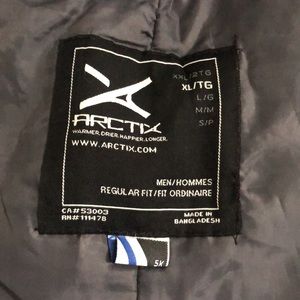 XXL/2TG
XL/TG
L/G
M/M
S/P
ARCTIX
WARMER. DRIER. HAPPIER. LONGER.
WWW.ARCTIX.COM
MEN/HOMMES
REGULAR FIT/FIT ORDINAIRE
CA# 53003
RN# 111478
MADE IN
BANGLADESH
5K